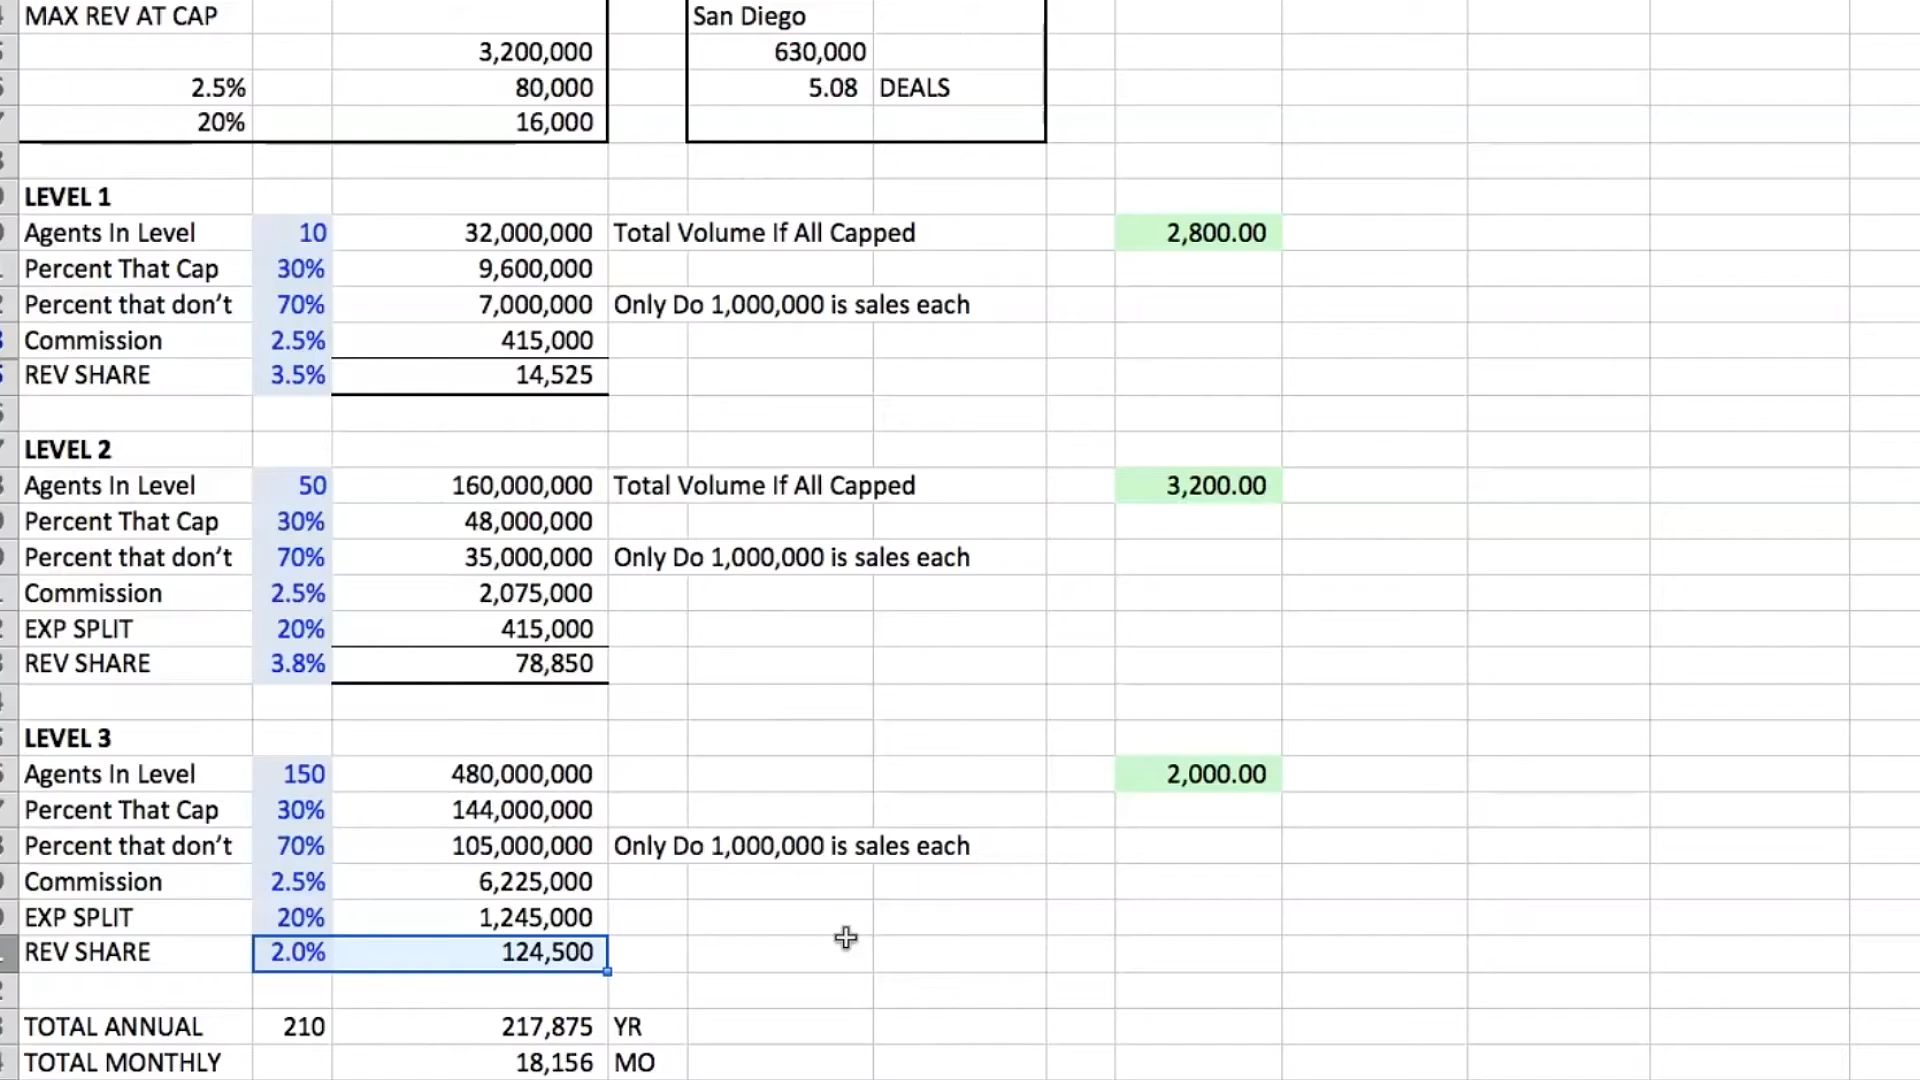 MAX REV AT CAP San Diego
3,200,000 630,000
2.5% 80,000 5.08 DEALS
20% 16,000
LEVEL 1
Agents In Level 10 32,000,000 Total Volume If All Capped 2,800.00
Percent That Cap 30% 9,600,000
Percent that don’t 70% 7,000,000 Only Do 1,000,000 is sales each
Commission 2.5% 415,000
REV SHARE 3.5% 14,525
LEVEL 2
Agents In Level 50 160,000,000 Total Volume If All Capped 3,200.00
Percent That Cap 30% 48,000,000
Percent that don’t 70% 35,000,000 Only Do 1,000,000 is sales each
Commission 2.5% 2,075,000
EXP SPLIT 20% 415,000
REV SHARE 3.8% 78,850
LEVEL 3
Agents In Level 150 480,000,000 2,000.00
Percent That Cap 30% 144,000,000
Percent that don’t 70% 105,000,000 Only Do 1,000,000 is sales each
Commission 2.5% 6,225,000
EXP SPLIT 20% 1,245,000
REV SHARE 2.0% 124,500
TOTAL ANNUAL 210 217,875 YR
TOTAL MONTHLY 18,156 MO